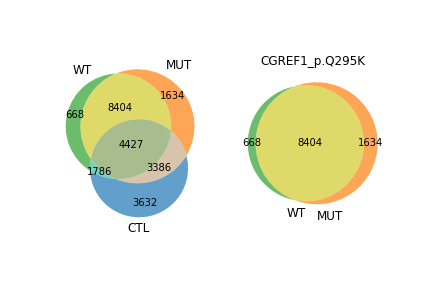 WT
MUT
668
8404
1634
4427
1786
3386
3632
CTL
CGREF1_p.Q295K
668
8404
1634
WT
MUT